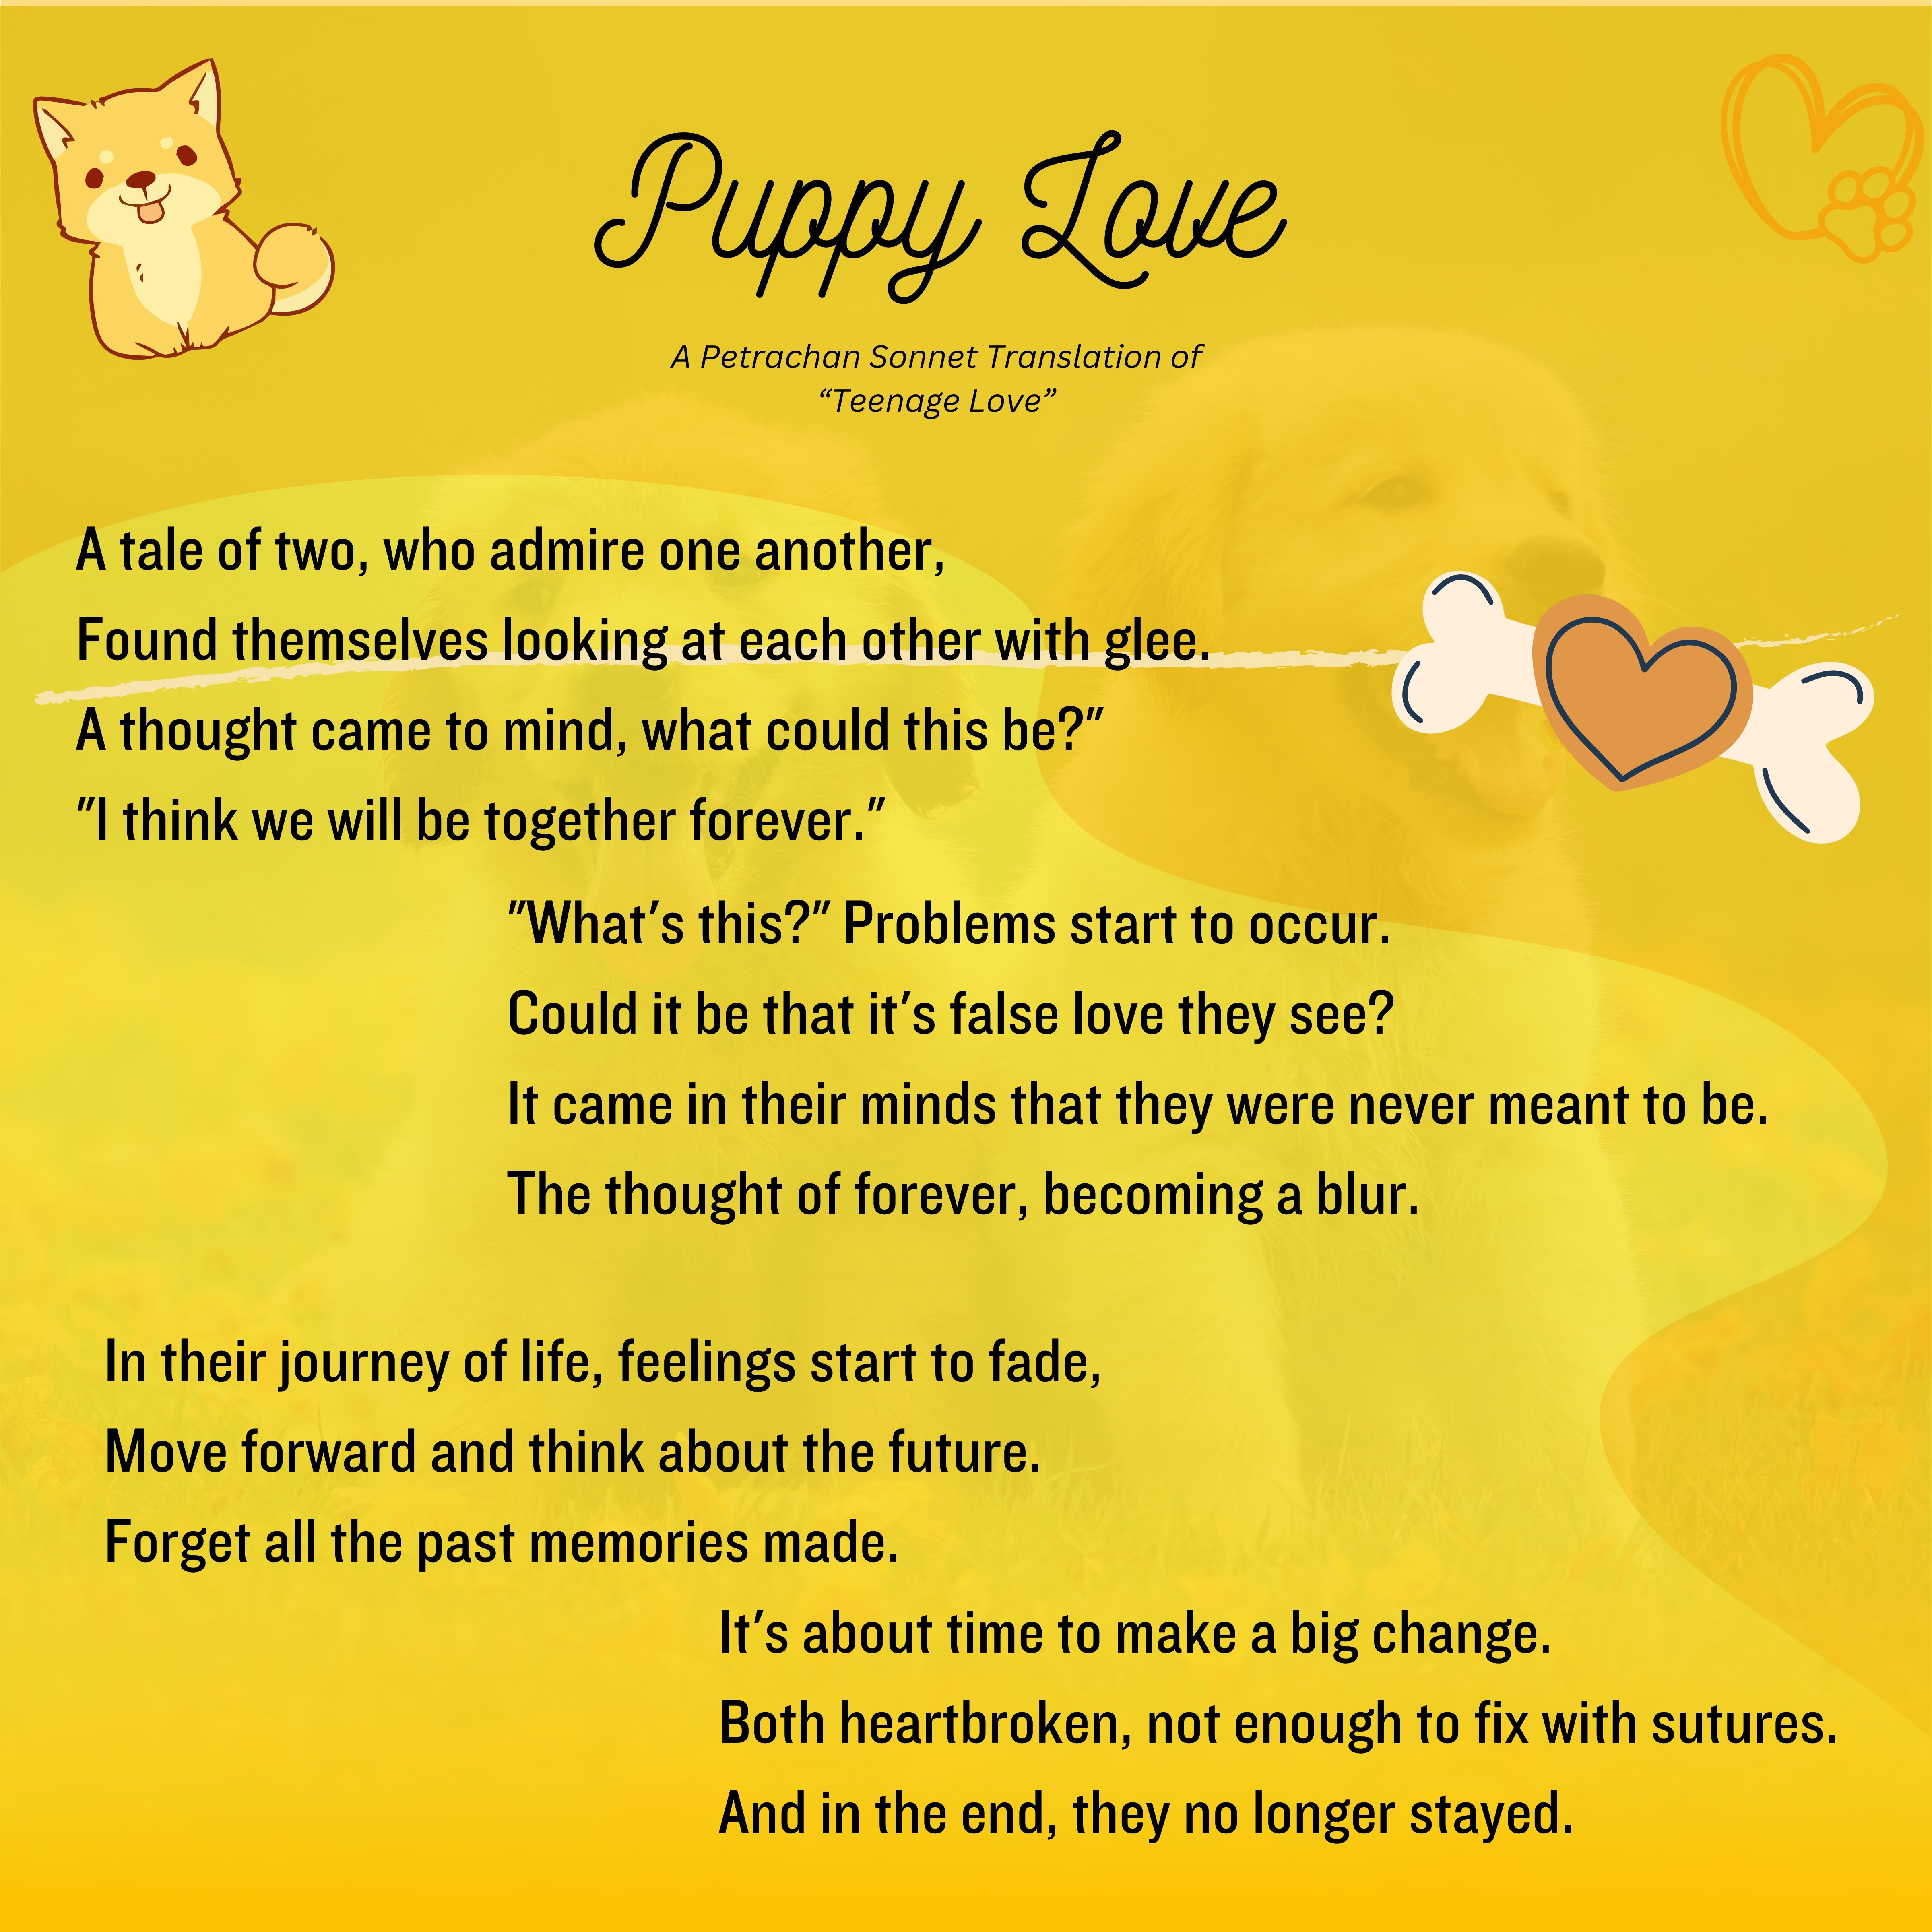 Puppy Love
A Petrachan Sonnet Translation of
“Teenage Love”
A tale of two, who admire one another,
Found themselves looking at each other with glee.
A thought came to mind, what could this be?"
"I think we will be together forever."
"What's this?" Problems start to occur.
Could it be that it's false love they see?
It came in their minds that they were never meant to be.
The thought of forever, becoming a blur.
In their journey of life, feelings start to fade,
Move forward and think about the future.
Forget all the past memories made.
It's about time to make a big change.
Both heartbroken, not enough to fix with sutures.
And in the end, they no longer stayed.